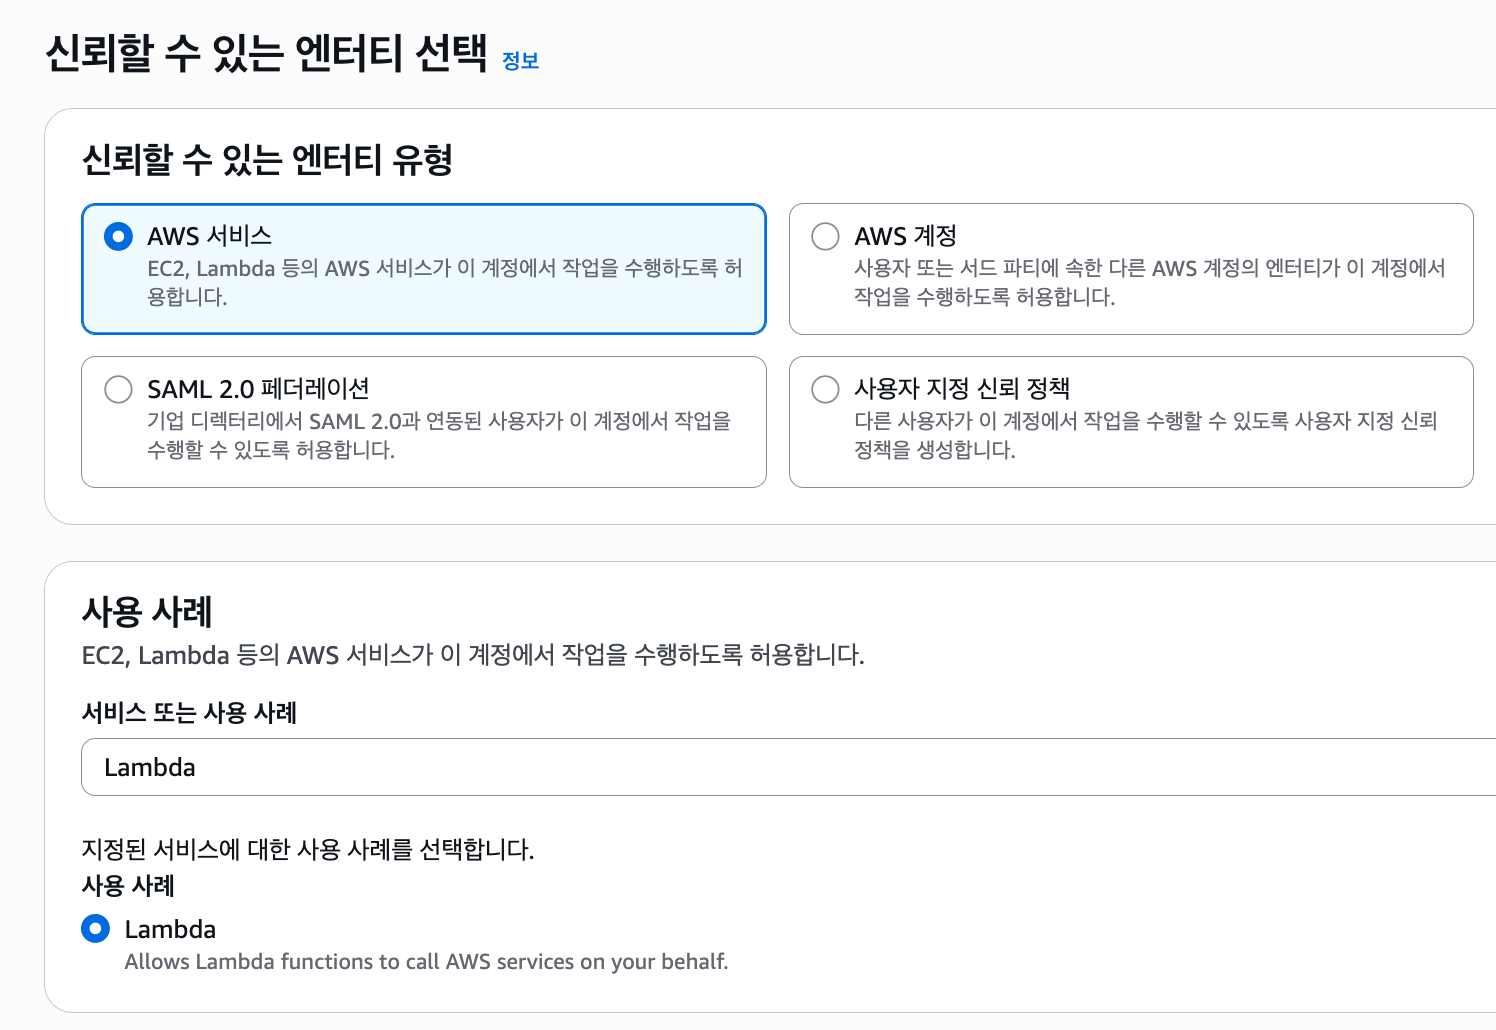 신뢰할 수 있는 엔터티 선택 정보
신뢰할 수 있는 엔터티 유형
AWS 서비스
EC2, Lambda 등의 AWS 서비스가 이 계정에서 작업을 수행하도록 허
용합니다.
AWS 계정
사용자 또는 서드 파티에 속한 다른 AWS 계정의 엔터티가 이 계정에서
작업을 수행하도록 허용합니다.
SAML 2.0 페더레이션
기업 디렉터리에서 SAML 2.0과 연동된 사용자가 이 계정에서 작업을
수행할 수 있도록 허용합니다.
사용자 지정 신뢰 정책
다른 사용자가 이 계정에서 작업을 수행할 수 있도록 사용자 지정 신뢰
정책을 생성합니다.
사용 사례
EC2, Lambda 등의 AWS 서비스가 이 계정에서 작업을 수행하도록 허용합니다.
서비스 또는 사용 사례
Lambda
지정된 서비스에 대한 사용 사례를 선택합니다.
사용 사례
Lambda
Allows Lambda functions to call AWS services on your behalf.